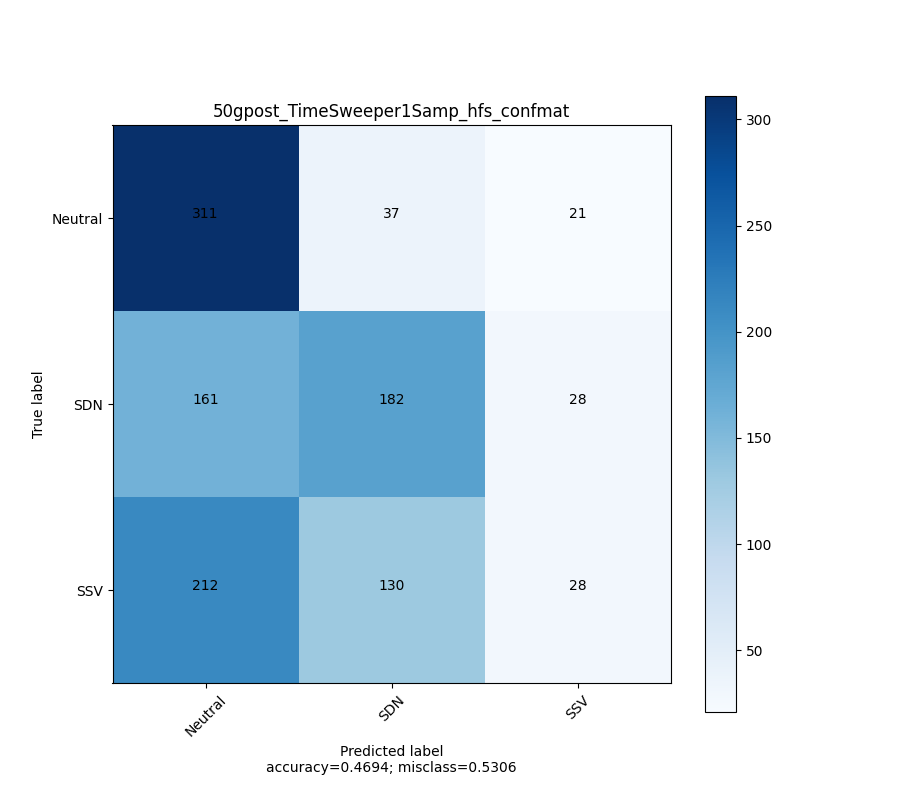 50gpost_TimeSweeper1Samp_hfs_confmat
Neutral 311 37 21
SDN 161 182 28
SSV 212 130 28
True label
Neutral SDN SSV
Predicted label
accuracy=0.4694; misclass=0.5306
300
250
200
150
100
50